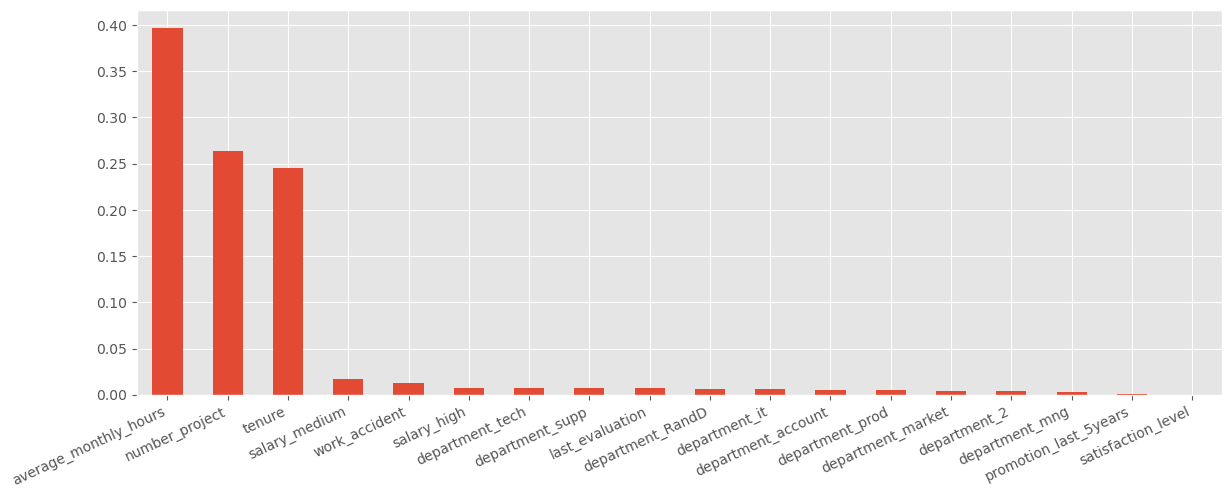 0.40
0.35
0.30
0.25
0.20
0.15
0.10
0.05
0.00
average_monthly_hours
number_project
tenure
salary_medium
work_accident
salary_high
department_tech
department_supp
last_evaluation
department_RandD
department_it
department_account
department_prod
department_market
department_2
department_mng
promotion_last_5years
satisfaction_level